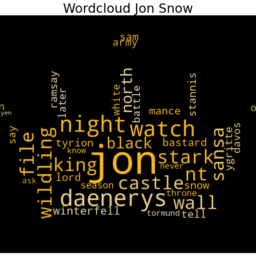 Wordcloud Jon Snow
sam
army
ramsay
later
white
north
battle
mance
stannis
say
file
wildling
night
watch
tyrion
black
bastard
know
king
jon
stark
never
sansa
ygritte
davos
ask
lord
nt
season
castle
snow
daenerys
throne
wall
winterfell
tormund
tell